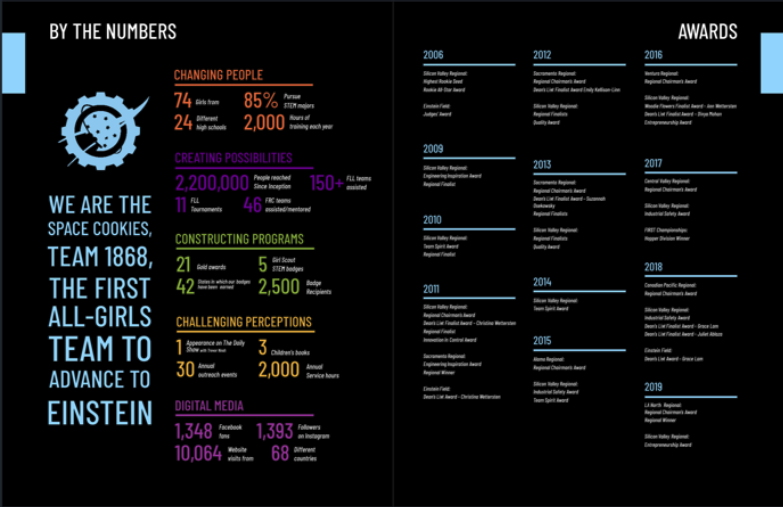 BY THE NUMBERS
WE ARE THE
SPACE COOKIES,
TEAM 1868,
THE FIRST
ALL-GIRLS
TEAM TO
ADVANCE TO
EINSTEIN
CHANGING PEOPLE
74 Girls from
85% Pursue
STEM majors
24 Different
high schools
2,000 Hours of
training each year
CREATING POSSIBILITIES
2,200,000 People reached
Since Inception
150+ FLL teams
assisted
11 FLL
Tournaments
46 FRC teams
assisted/mentored
CONSTRUCTING PROGRAMS
21 Gold awards
5 Girl Scout
STEM badges
42 States in which our badges
have been earned
2,500 Badge
Recipients
CHALLENGING PERCEPTIONS
1 Appearance on The Daily
Show with Trevor Noah
3 Children's books
30 Annual
outreach events
2,000 Annual
Service hours
DIGITAL MEDIA
1,348 Facebook
fans
1,393 Followers
on Instagram
10,064 Website
visits from
68 Different
countries
AWARDS
2006
Silicon Valley Regional:
Highest Rookie Seed
Rookie All-Star Award
Einstein Field:
Judges' Award
2009
Silicon Valley Regional:
Engineering Inspiration Award
Regional Finalist
2010
Silicon Valley Regional:
Team Spirit Award
Regional Finalist
2011
Silicon Valley Regional:
Regional Chairman's Award
Dean's List Finalist Award - Christine Wettersten
Regional Finalist
Innovation in Control Award
Sacramento Regional:
Engineering Inspiration Award
Regional Winner
Einstein Field:
Dean's List Award - Christine Wettersten
2012
Sacramento Regional:
Regional Chairman's Award
Dean's List Finalist Award Emily
Silicon Valley Regional:
Regional Finalists
Quality Award
2013
Sacramento Regional:
Regional Chairman's Award
Dean's List Finalist Award - Suzannah
Regional Finalists
Silicon Valley Regional:
Regional Finalists
Quality Award
2014
Silicon Valley Regional:
Team Spirit Award
2015
Alamo Regional:
Regional Chairman's Award
Silicon Valley Regional:
Industrial Safety Award
Team Spirit Award
2016
Ventura Regional:
Regional Chairman's Award
Silicon Valley Regional:
Woodie Flowers Finalist Award - Ann Wettersten
Dean's List Finalist Award - Divya Mohan
Entrepreneurship Award
2017
Central Valley Regional:
Regional Chairman's Award
Silicon Valley Regional:
Industrial Safety Award
FIRST Championships:
Hopper Division Winner
2018
Canadian Pacific Regional:
Regional Chairman's Award
Silicon Valley Regional:
Industrial Safety Award
Dean's List Finalist Award - Grace Lam
Dean's List Finalist Award - Juliet
Einstein Field:
Dean's List Award - Grace Lam
2019
LA North Regional:
Regional Chairman's Award
Regional Winner
Silicon Valley Regional:
Entrepreneurship Award